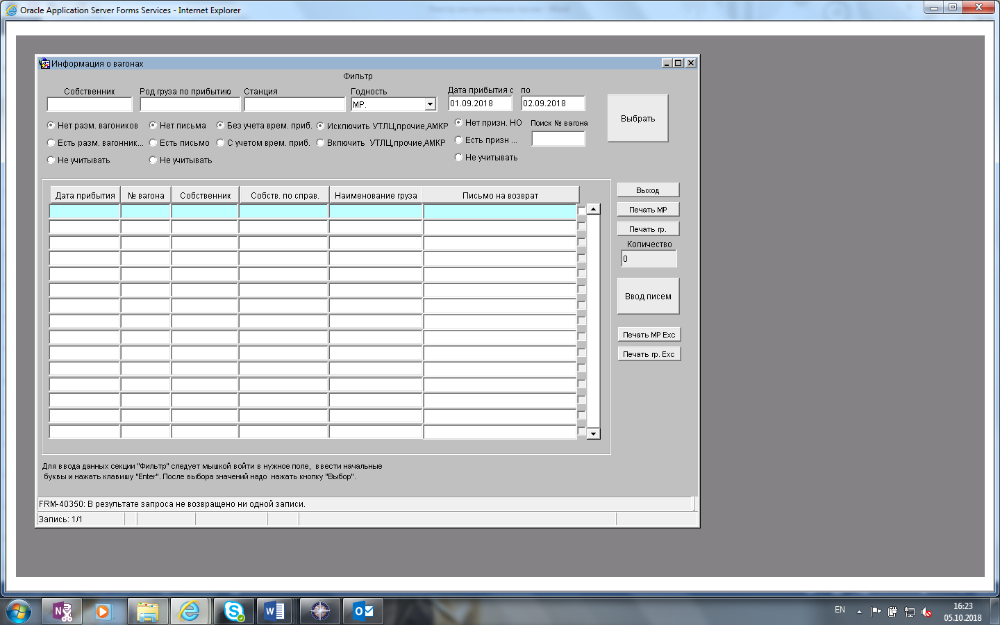 Oracle Application Server Forms Services - Internet Explorer
Информация о вагонах
Фильтр
Собственник Род груза по прибытию Станция Годность Дата прибытия с по
МР. 01.09.2018 02.09.2018
Выбрать
Нет разм. вагоников Нет письма Без учета врем. приб. Исключить УТЛЦ,прочие,АМКР Нет призн. НО Поиск № вагона
Есть разм. вагонник... Есть письмо С учетом врем. приб. Включить УТЛЦ,прочие,АМКР Есть призн ...
Не учитывать Не учитывать Не учитывать
Дата прибытия № вагона Собственник Собств. по справ. Наименование груза Письмо на возврат
Выход
Печать МР
Печать гр.
Количество
0
Ввод писем
Печать МР Exc
Печать гр. Exc
Для ввода данных секции "Фильтр" следует мышкой войти в нужное поле, ввести начальные
буквы и нажать клавишу "Enter". После выбора значений надо нажать кнопку "Выбор".
FRM-40350: В результате запроса не возвращено ни одной записи.
Запись: 1/1
EN
16:23
05.10.2018